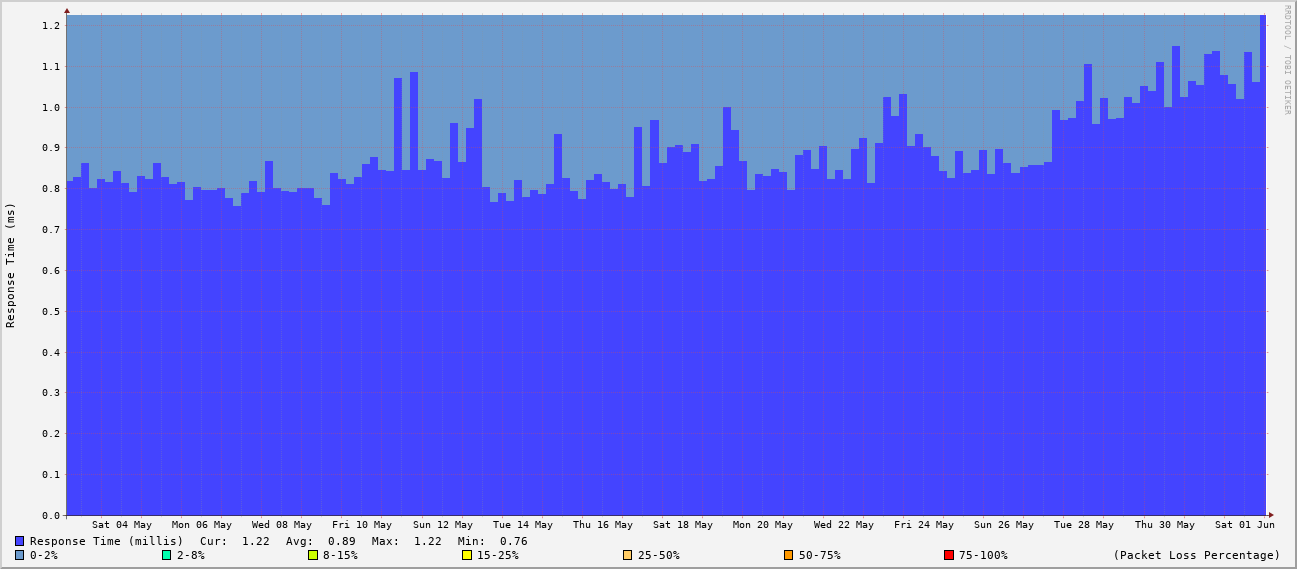 RRDTOOL / TOBI OETIKER
Response Time (ms)
1.2
1.1
1.0
0.9
0.8
0.7
0.6
0.5
0.4
0.3
0.2
0.1
0.0
Sat 04 May Mon 06 May Wed 08 May Fri 10 May Sun 12 May Tue 14 May Thu 16 May Sat 18 May Mon 20 May Wed 22 May Fri 24 May Sun 26 May Tue 28 May Thu 30 May Sat 01 Jun
Response Time (millis) Cur: 1.22 Avg: 0.89 Max: 1.22 Min: 0.76
0-2% 2-8% 8-15% 15-25% 25-50% 50-75% 75-100% (Packet Loss Percentage)